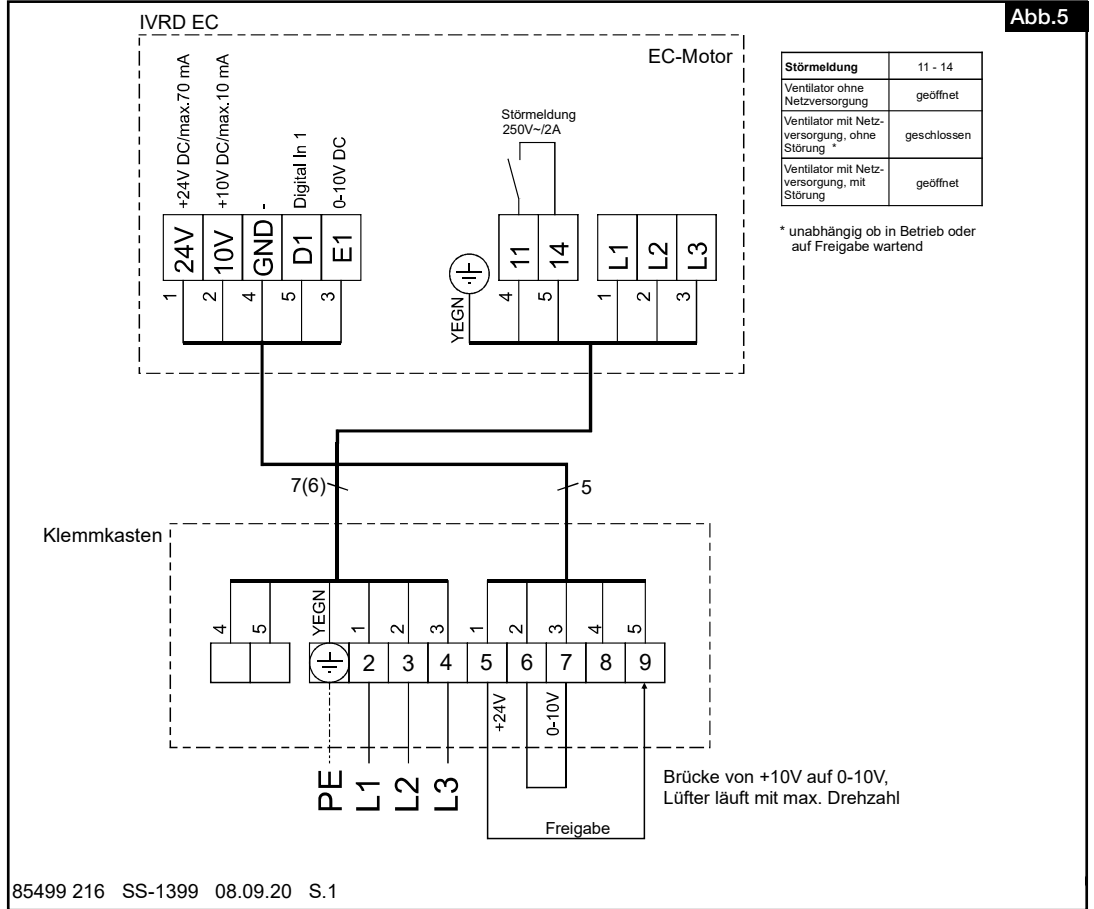 Abb.5
IVRD EC
EC-Motor
+24V DC/max.70 mA
+10V DC/max.10 mA
-
Digital In 1
0-10V DC
24V
10V
GND
D1
E1
1
2
4
5
3
Störmeldung
250V~/2A
11
14
L1
L2
L3
YEGN
4
5
1
2
3
Störmeldung 11 - 14
Ventilator ohne
Netzversorgung
geöffnet
Ventilator mit Netz-
versorgung, ohne
Störung *
geschlossen
Ventilator mit Netz-
versorgung, mit
Störung
geöffnet
* unabhängig ob in Betrieb oder
auf Freigabe wartend
7(6)
5
Klemmkasten
4
5
YEGN
1
2
3
1
2
3
4
5
2
3
4
5
6
7
8
9
+24V
0-10V
PE
L1
L2
L3
Brücke von +10V auf 0-10V,
Lüfter läuft mit max. Drehzahl
Freigabe
85499 216 SS-1399 08.09.20 S.1